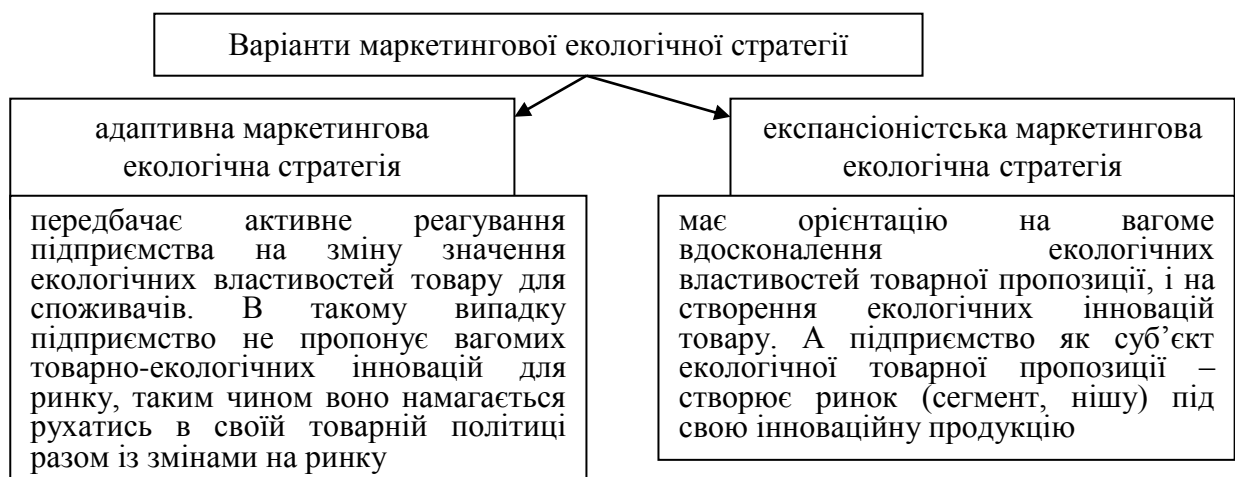 Варіанти маркетингової екологічної стратегії
адаптивна маркетингова
екологічна стратегія
передбачає активне реагування
підприємства на зміну значення
екологічних властивостей товару для
споживачів. В такому випадку
підприємство не пропонує вагомих
товарно-екологічних інновацій для
ринку, таким чином воно намагається
рухатись в своїй товарній політиці
разом із змінами на ринку
експансіоністська маркетингова
екологічна стратегія
має орієнтацію на вагоме
вдосконалення екологічних
властивостей товарної пропозиції, і на
створення екологічних інновацій
товару. А підприємство як суб’єкт
екологічної товарної пропозиції –
створює ринок (сегмент, нішу) під
свою інноваційну продукцію